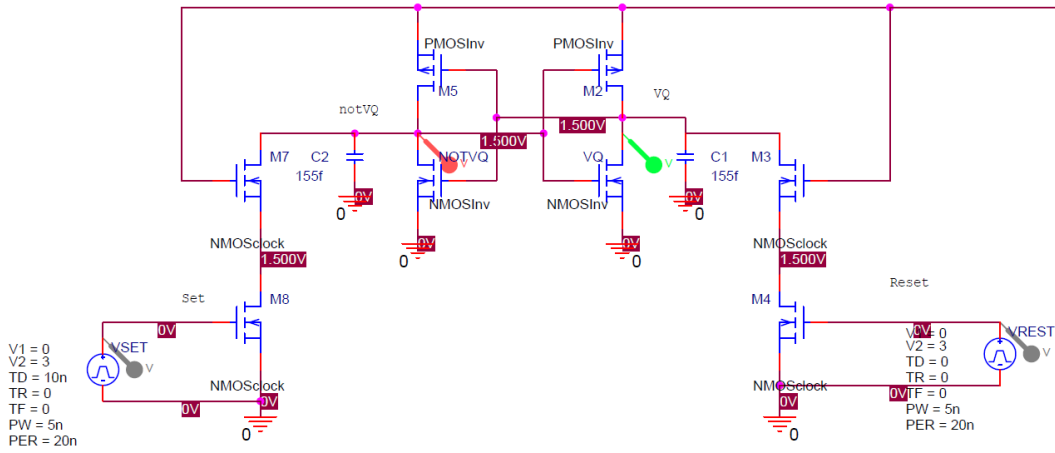 PMOSInv
PMOSInv
M5
M2
notVQ
VQ
1.500V
1.500V
M7
C2
NOTVQ
V
VQ
V
C1
M3
155f
155f
0V
0V
NMOSInv
NMOSInv
0
0
NMOSclock
0V
0V
NMOSclock
1.500V
0
0
1.500V
Set
M8
M4
Reset
0V
0V
V1 = 0
V2 = 3
TD = 10n
TR = 0
TF = 0
PW = 5n
PER = 20n
VSET
V
V2 = 3
TD = 0
TR = 0
TF = 0
PW = 5n
PER = 20n
VREST
V
NMOSclock
NMOSclock
0V
0V
0V
0V
0
0